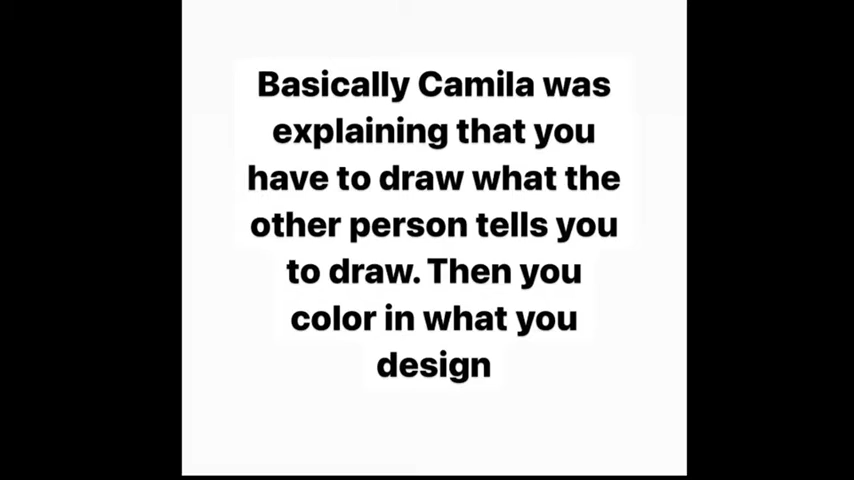 Basically Camila was
explaining that you
have to draw what the
other person tells you
to draw. Then you
color in what you
design